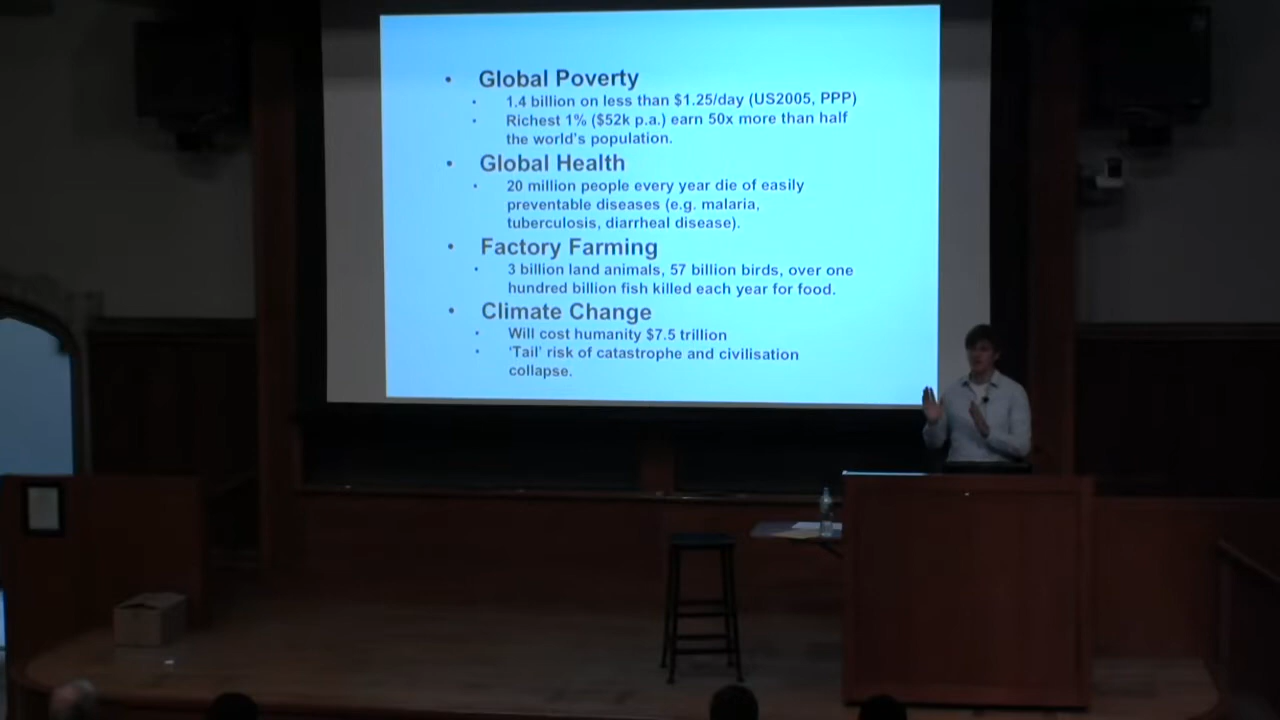 • Global Poverty
• 1.4 billion on less than $1.25/day (US2005, PPP)
• Richest 1% ($52k p.a.) earn 50x more than half
the world's population.
• Global Health
• 20 million people every year die of easily
preventable diseases (e.g. malaria,
tuberculosis, diarrheal disease).
• Factory Farming
• 3 billion land animals, 57 billion birds, over one
hundred billion fish killed each year for food.
• Climate Change
• Will cost humanity $7.5 trillion
• 'Tail' risk of catastrophe and civilisation
collapse.